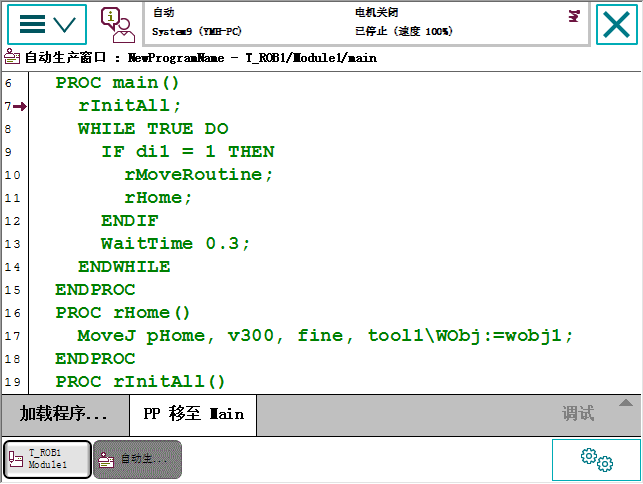 自动 电机关闭
System9 (YMH-PC) 已停止 (速度 100%)
自动生产窗口 : NewProgramName - T_ROB1/Module1/main
6 PROC main()
7 rInitAll;
8 WHILE TRUE DO
9 IF di1 = 1 THEN
10 rMoveRoutine;
11 rHome;
12 ENDIF
13 WaitTime 0.3;
14 ENDWHILE
15 ENDPROC
16 PROC rHome()
17 MoveJ pHome, v300, fine, tool1\WObj:=wobj1;
18 ENDPROC
19 PROC rInitAll()
加载程序... PP 移至 Main 调试
T_ROB1
Module1
自动生...